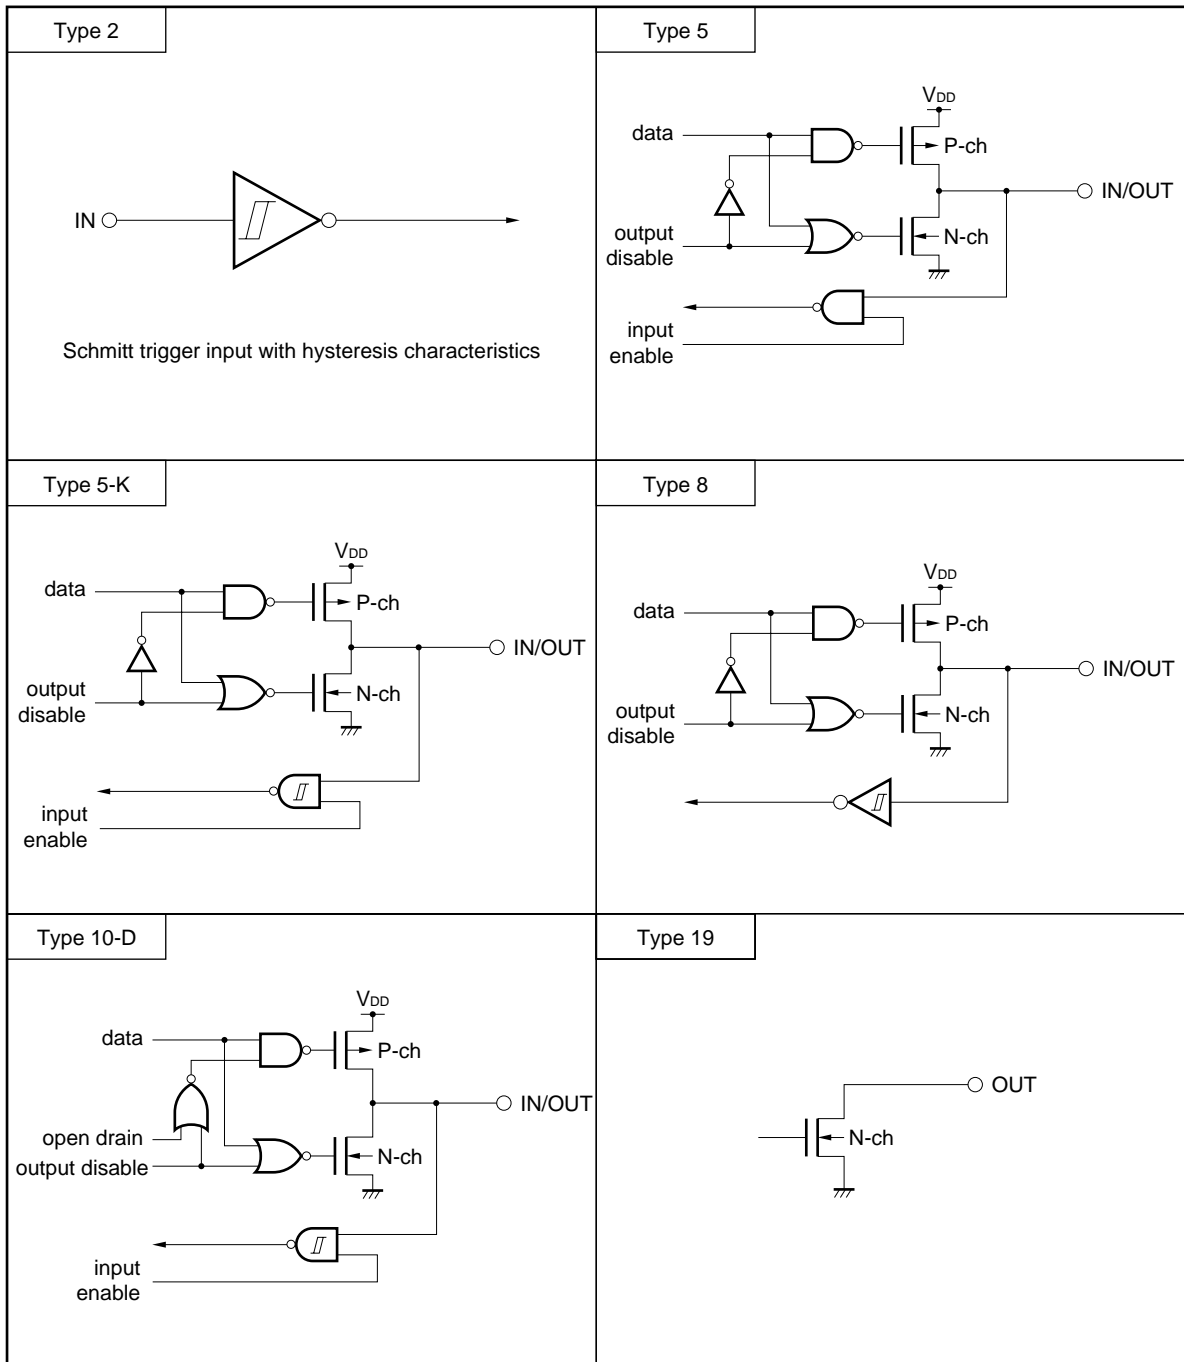 Type 2
IN
Schmitt trigger input with hysteresis characteristics
Type 5
VDD
data
P-ch
IN/OUT
output
disable
N-ch
input
enable
Type 5-K
VDD
data
P-ch
IN/OUT
output
disable
N-ch
input
enable
Type 8
VDD
data
P-ch
IN/OUT
output
disable
N-ch
Type 10-D
VDD
data
P-ch
IN/OUT
open drain
output disable
N-ch
input
enable
Type 19
OUT
N-ch